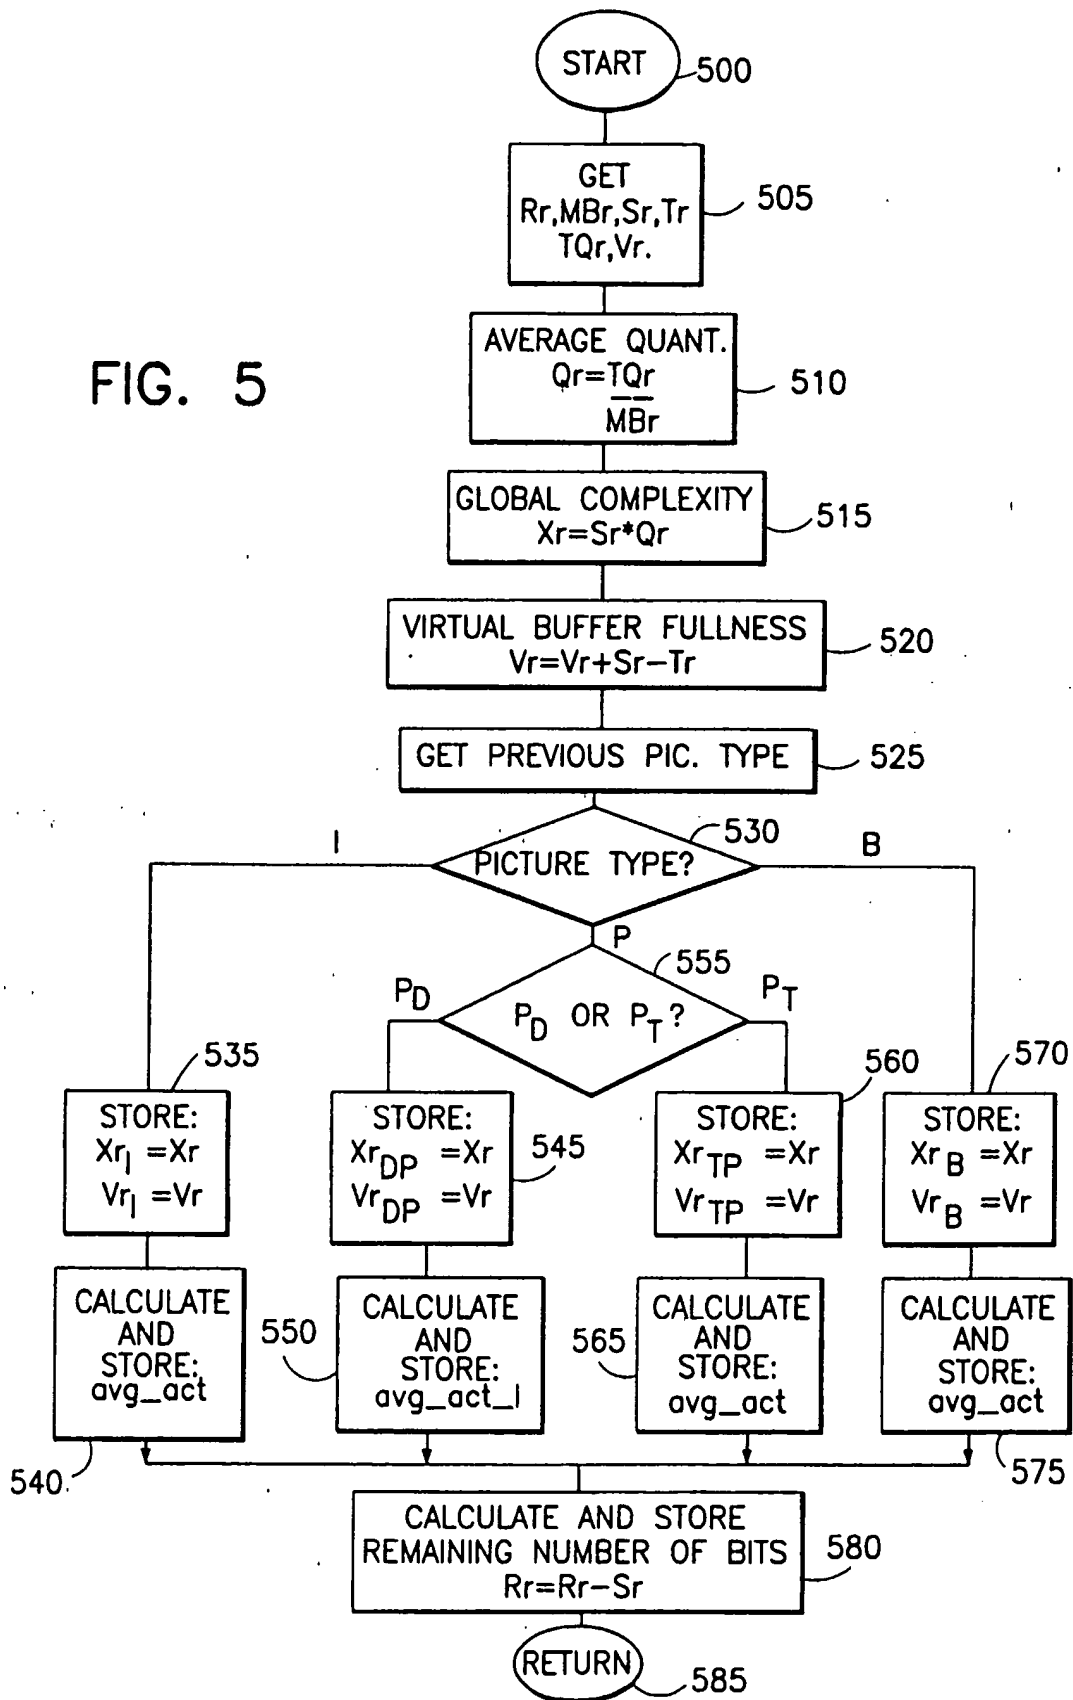 START
500
GET
Rr,MBr,Sr,Tr
TQr,Vr.
505
AVERAGE QUANT.
Qr=TQr
MBr
510
FIG. 5
GLOBAL COMPLEXITY
Xr=Sr*Qr
515
VIRTUAL BUFFER FULLNESS
Vr=Vr+Sr-Tr
520
GET PREVIOUS PIC. TYPE
525
530
I
PICTURE TYPE?
B
P
555
PD
PD OR PT?
PT
535
STORE:
XrI =Xr
VrI =Vr
STORE:
XrDP =Xr
VrDP =Vr
545
560
STORE:
XrTP =Xr
VrTP =Vr
570
STORE:
XrB =Xr
VrB =Vr
CALCULATE
AND
STORE:
avg_act
540
550
CALCULATE
AND
STORE:
avg_act_I
565
CALCULATE
AND
STORE:
avg_act
CALCULATE
AND
STORE:
avg_act
575
CALCULATE AND STORE
REMAINING NUMBER OF BITS
Rr=Rr-Sr
580
RETURN
585